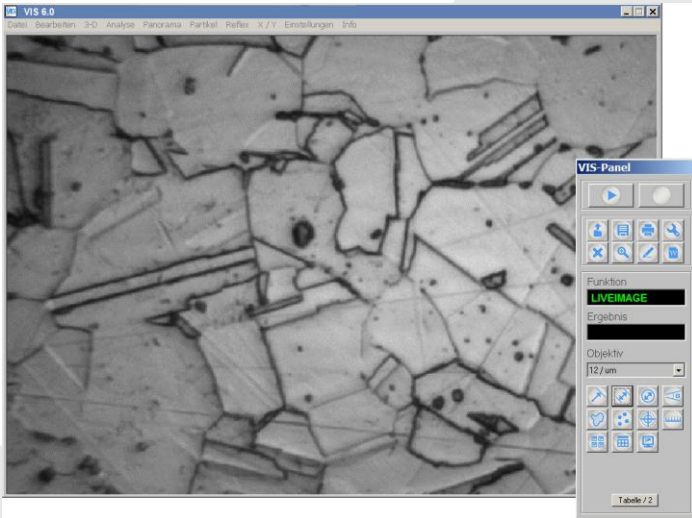 VIS 6.0
Datei Bearbeiten 3-D Analyse Panorama Partikel Reflex X / Y Einstellungen Info
VIS-Panel
Funktion
LIVEIMAGE
Ergebnis
Objektiv
12 / um
Tabelle / 2